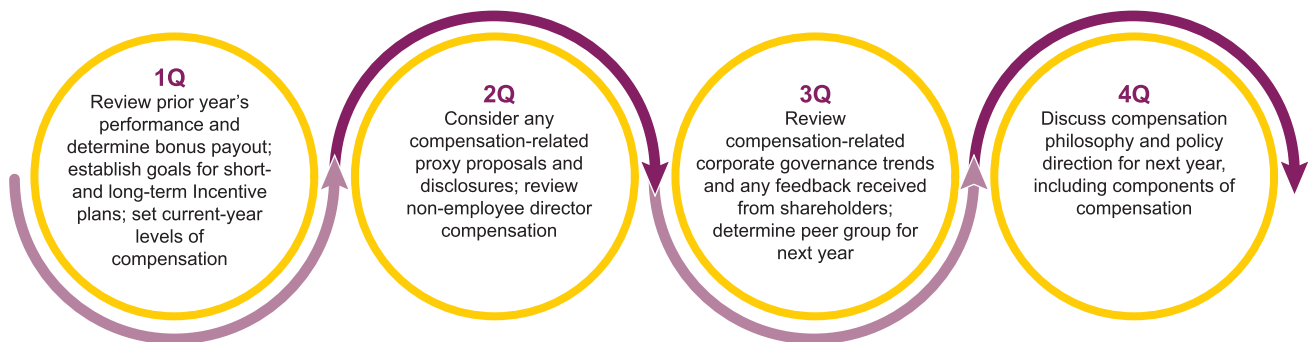 1Q
Review prior year’s
performance and
determine bonus payout;
establish goals for short-
and long-term Incentive
plans; set current-year
levels of
compensation
2Q
Consider any
compensation-related
proxy proposals and
disclosures; review
non-employee director
compensation
3Q
Review
compensation-related
corporate governance trends
and any feedback received
from shareholders;
determine peer group for
next year
4Q
Discuss compensation
philosophy and policy
direction for next year,
including components of
compensation